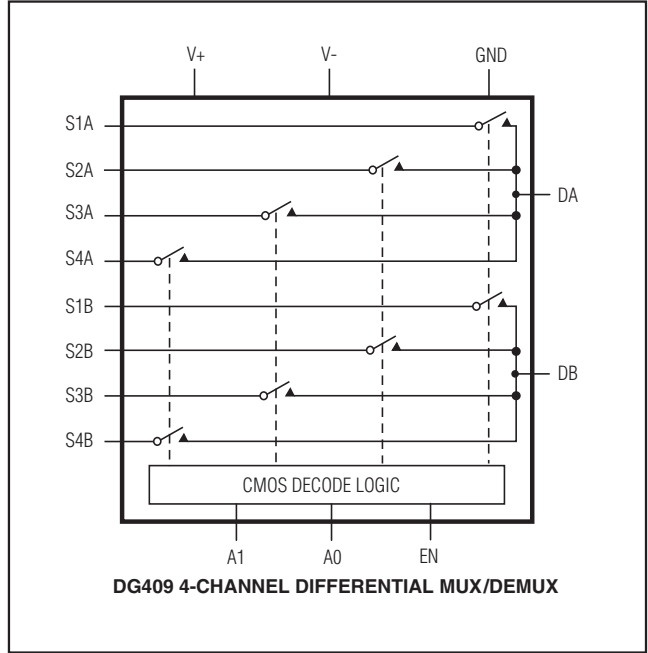 V+ V- GND
S1A
S2A
DA
S3A
S4A
S1B
S2B
DB
S3B
S4B
CMOS DECODE LOGIC
A1 A0 EN
DG409 4-CHANNEL DIFFERENTIAL MUX/DEMUX